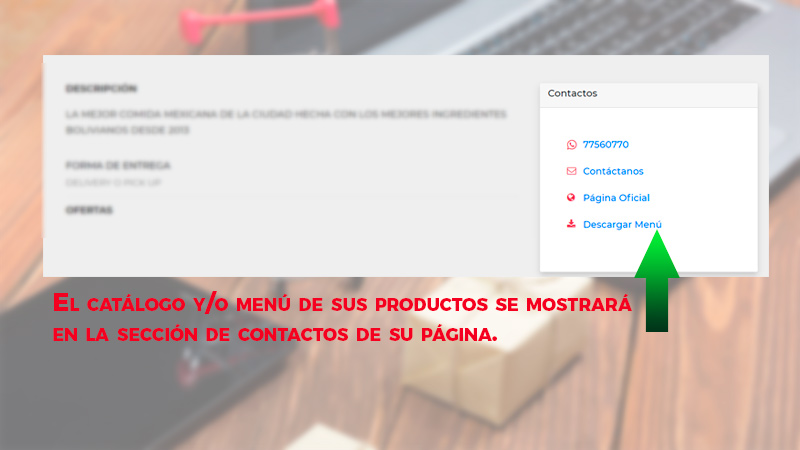 DESCRIPCIÓN
LA MEJOR COMIDA MEXICANA DE LA CIUDAD HECHA CON LOS MEJORES INGREDIENTES
BOLIVIANOS DESDE 2013
FORMA DE ENTREGA
DELIVERY O PICK UP
OFERTAS
Contactos
77560770
Contáctanos
Página Oficial
Descargar Menú
El catálogo y/o menú de sus productos se mostrará
en la sección de contactos de su página.